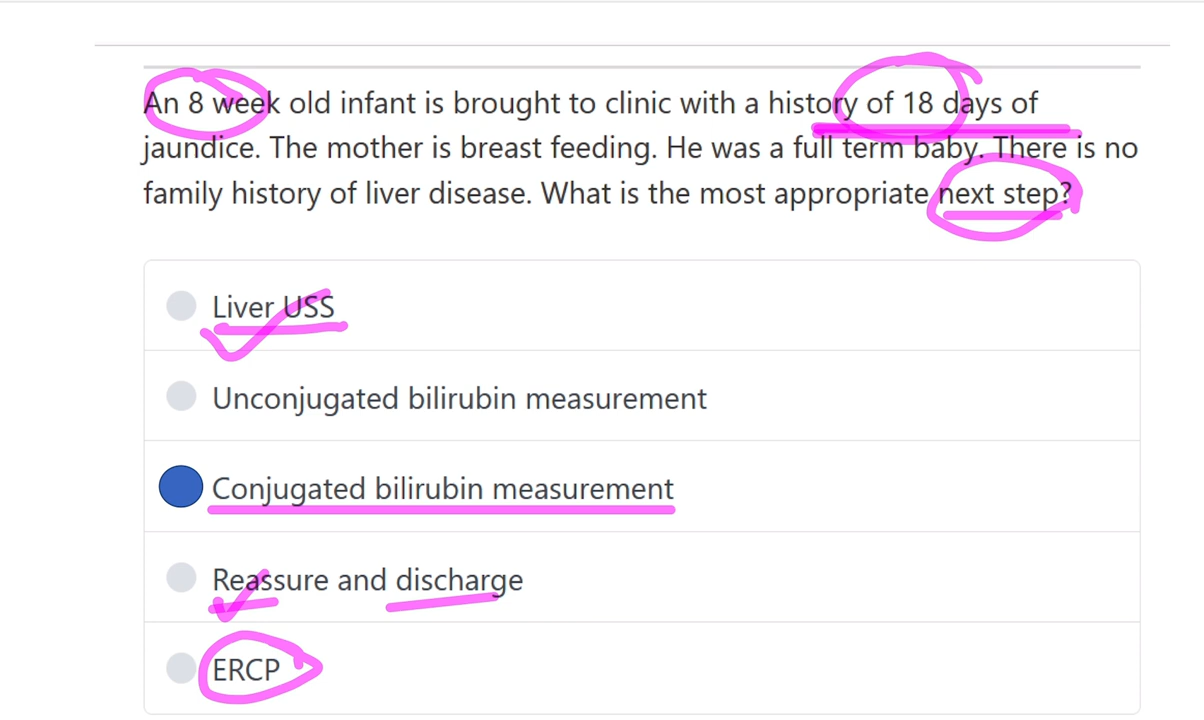 An 8 week old infant is brought to clinic with a history of 18 days of
jaundice. The mother is breast feeding. He was a full term baby. There is no
family history of liver disease. What is the most appropriate next step?
Liver USS
Unconjugated bilirubin measurement
Conjugated bilirubin measurement
Reassure and discharge
ERCP